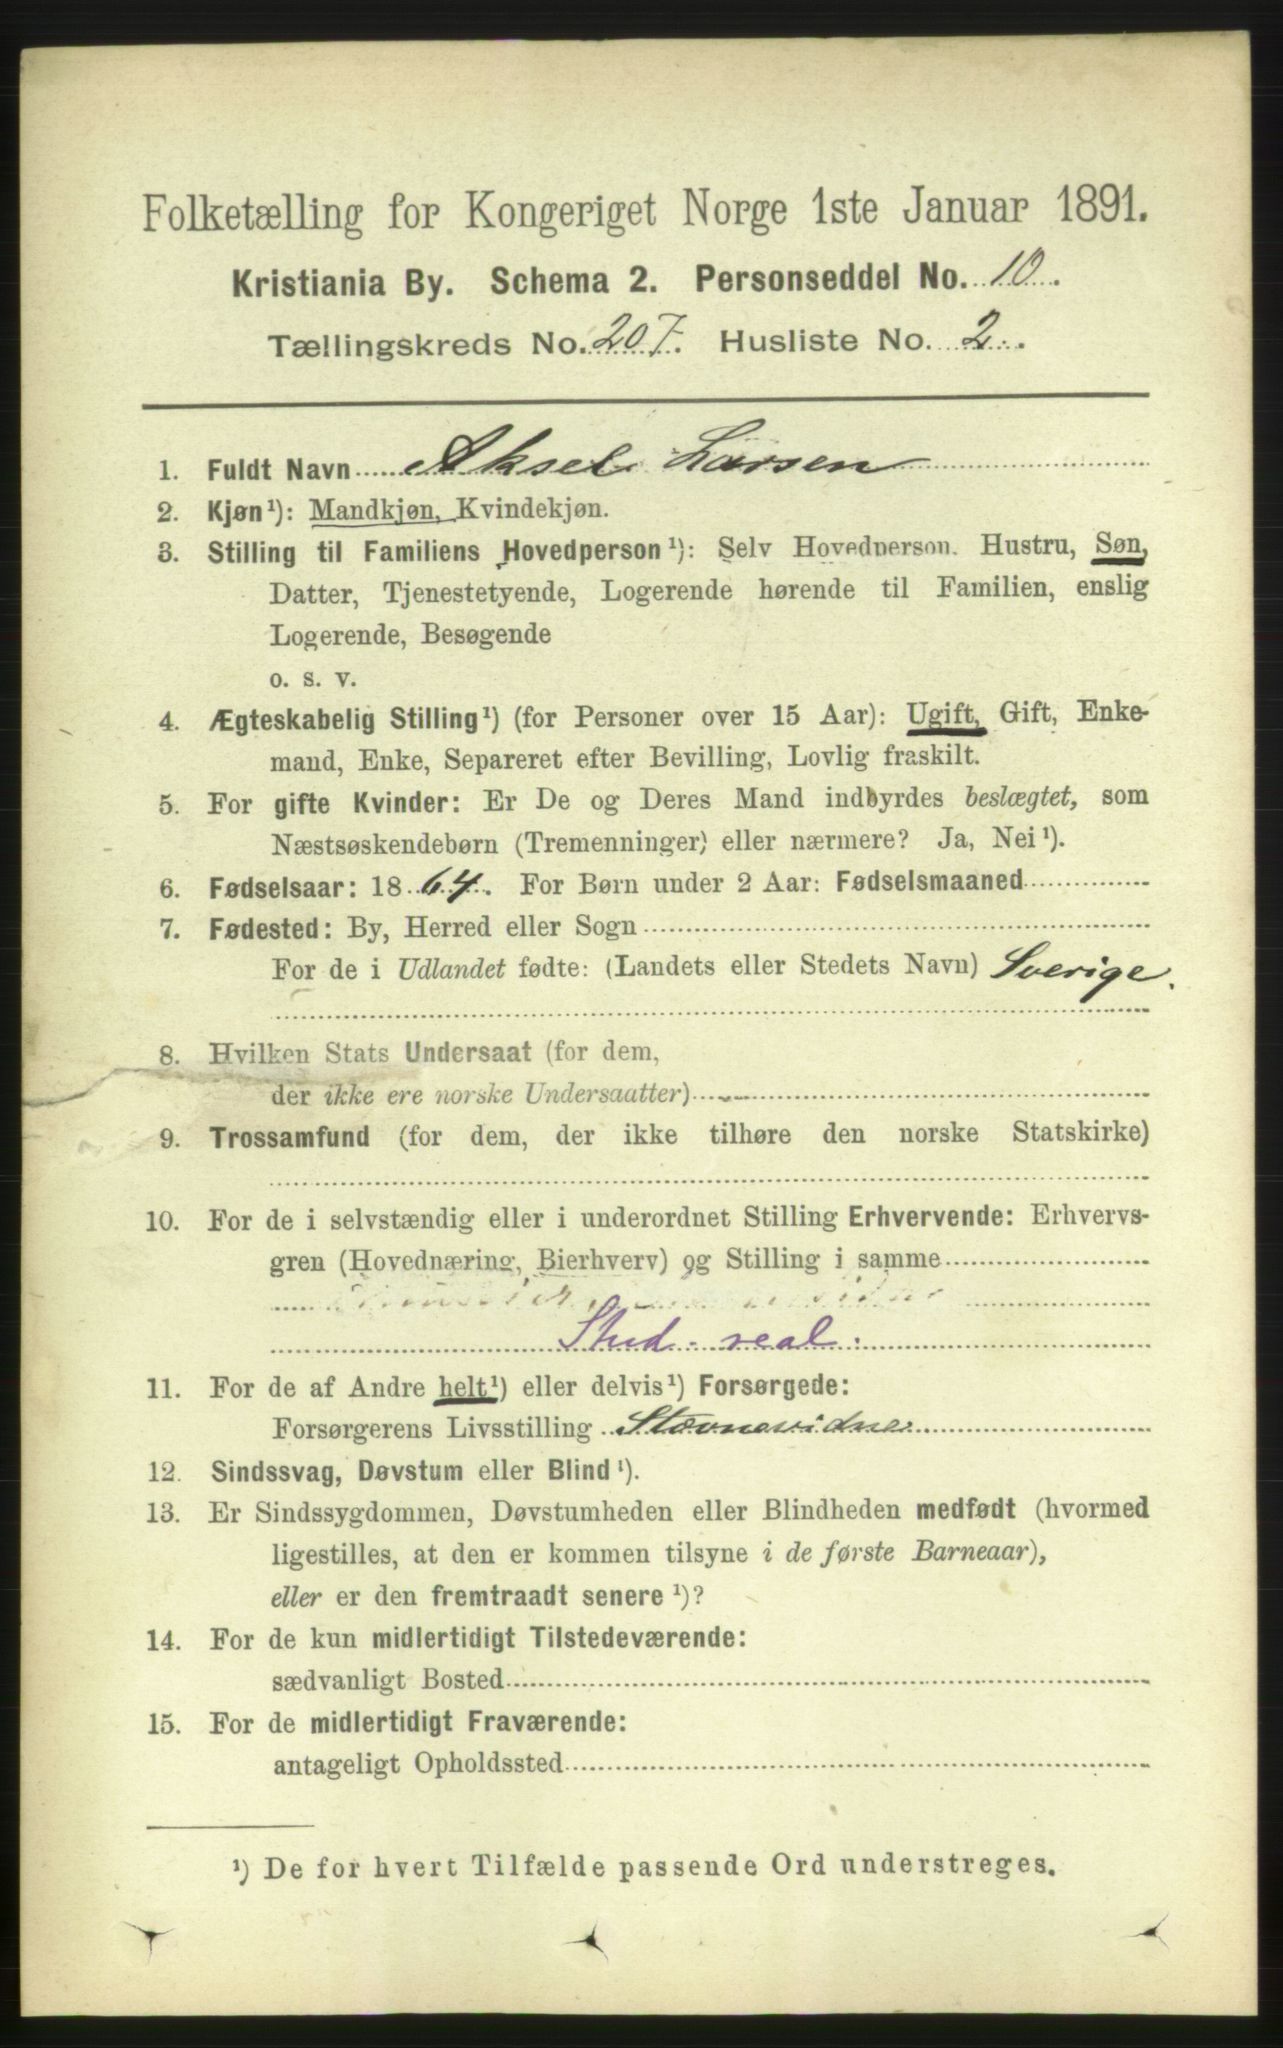 Folketælling for Kongeriget Norge 1ste Januar 1891.
Kristiania By. Schema 2. Personseddel No. 10.
Tællingskreds No. 207. Husliste No. 2.
1. Fuldt Navn Aksel Larsen
2. Kjøn¹): Mandkjøn, Kvindekjøn.
3. Stilling til Familiens Hovedperson¹): Selv Hovedperson. Hustru, Søn,
Datter, Tjenestetyende, Logerende hørende til Familien, enslig
Logerende, Besøgende
o. s. v.
4. Ægteskabelig Stilling¹) (for Personer over 15 Aar): Ugift, Gift, Enke-
mand, Enke, Separeret efter Bevilling, Lovlig fraskilt.
5. For gifte Kvinder: Er De og Deres Mand indbyrdes beslægtet, som
Næstsøskendebørn (Tremenninger) eller nærmere? Ja, Nei¹).
6. Fødselsaar: 1864. For Børn under 2 Aar: Fødselsmaaned
7. Fødested: By, Herred eller Sogn
For de i Udlandet fødte: (Landets eller Stedets Navn) Sverige.
8. Hvilken Stats Undersaat (for dem,
der ikke ere norske Undersaatter)
9. Trossamfund (for dem, der ikke tilhøre den norske Statskirke)
10. For de i selvstændig eller i underordnet Stilling Erhvervende: Erhvervs-
gren (Hovednæring, Bierhverv) og Stilling i samme
Stud. real.
11. For de af Andre helt¹) eller delvis¹) Forsørgede:
Forsørgerens Livsstilling Stævnevidne
12. Sindssvag, Døvstum eller Blind¹).
13. Er Sindssygdommen, Døvstumheden eller Blindheden medfødt (hvormed
ligestilles, at den er kommen tilsyne i de første Barneaar),
eller er den fremtraadt senere¹)?
14. For de kun midlertidigt Tilstedeværende:
sædvanligt Bosted
15. For de midlertidigt Fraværende:
antageligt Opholdssted
¹) De for hvert Tilfælde passende Ord understreges.